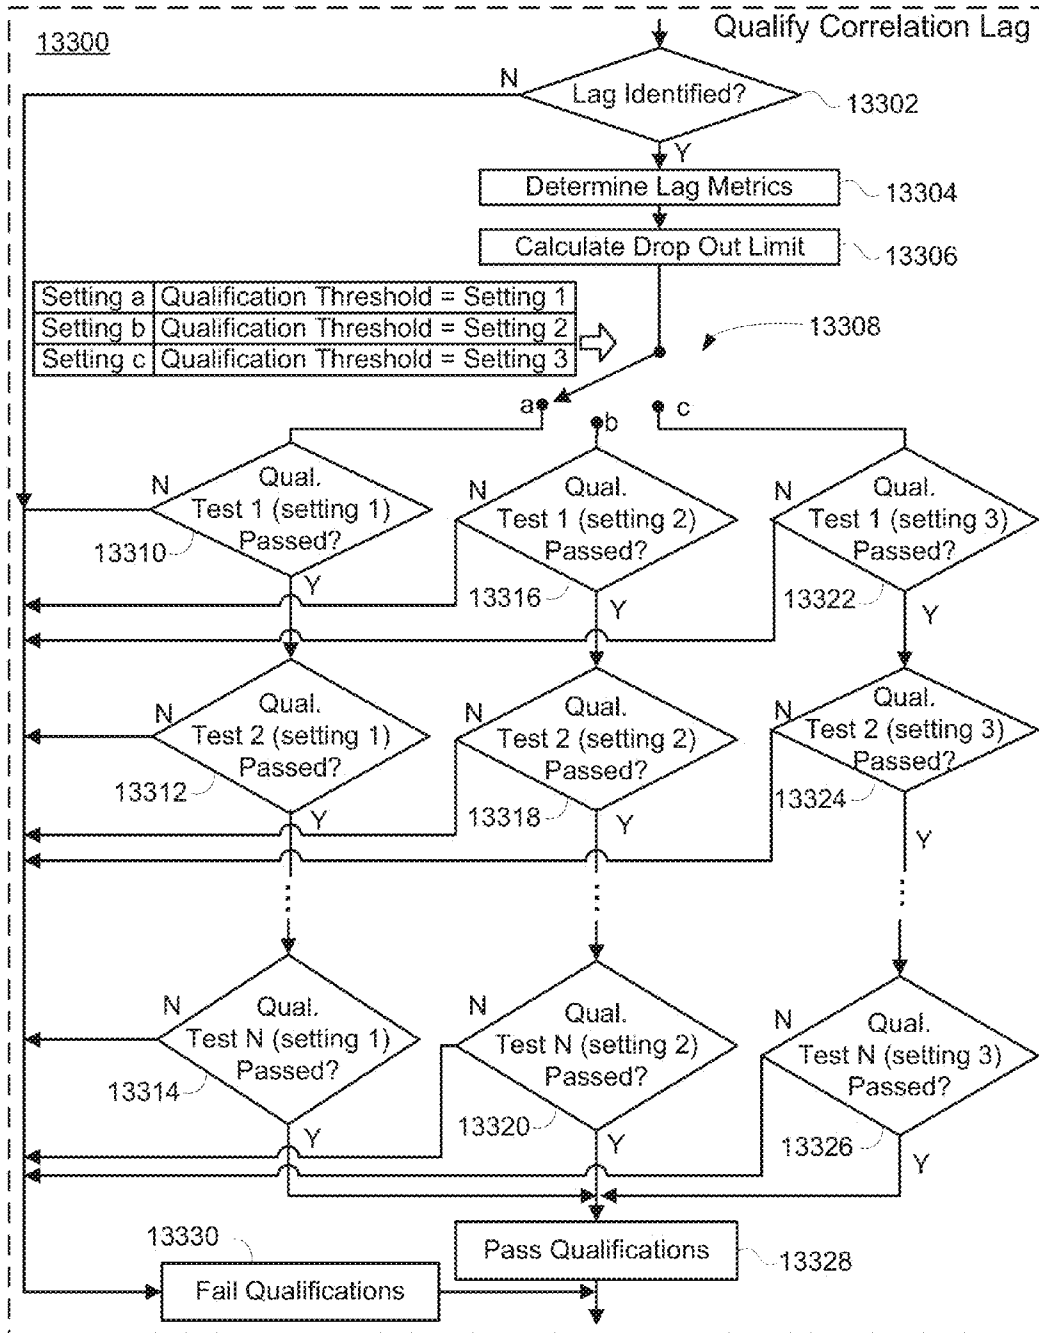 Qualify Correlation Lag
13300
N
Lag Identified?
13302
Y
Determine Lag Metrics
13304
Calculate Drop Out Limit
13306
Setting a Qualification Threshold = Setting 1
Setting b Qualification Threshold = Setting 2
Setting c Qualification Threshold = Setting 3
13308
a
b
c
N
Qual.
Test 1 (setting 1)
Passed?
13310
Y
N
Qual.
Test 1 (setting 2)
Passed?
13316
Y
N
Qual.
Test 1 (setting 3)
Passed?
13322
Y
N
Qual.
Test 2 (setting 1)
Passed?
13312
Y
N
Qual.
Test 2 (setting 2)
Passed?
13318
Y
N
Qual.
Test 2 (setting 3)
Passed?
13324
Y
N
Qual.
Test N (setting 1)
Passed?
13314
Y
N
Qual.
Test N (setting 2)
Passed?
13320
Y
N
Qual.
Test N (setting 3)
Passed?
13326
Y
13330
Pass Qualifications
13328
Fail Qualifications